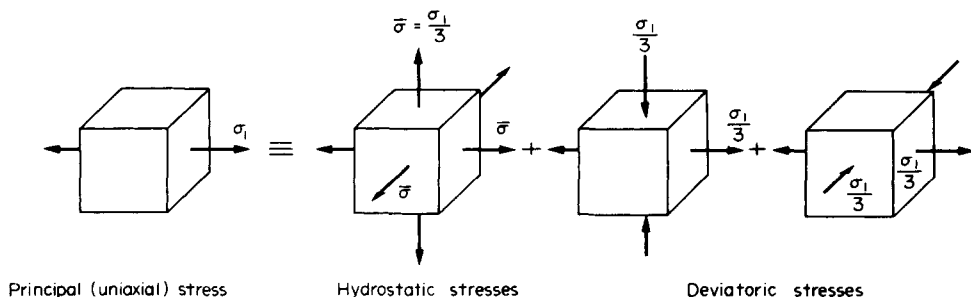 σ₁
≡
σ̄ = σ₁/3
σ̄
σ̄
+
σ₁/3
σ₁/3
+
σ₁/3
σ₁/3
Principal (uniaxial) stress
Hydrostatic stresses
Deviatoric stresses